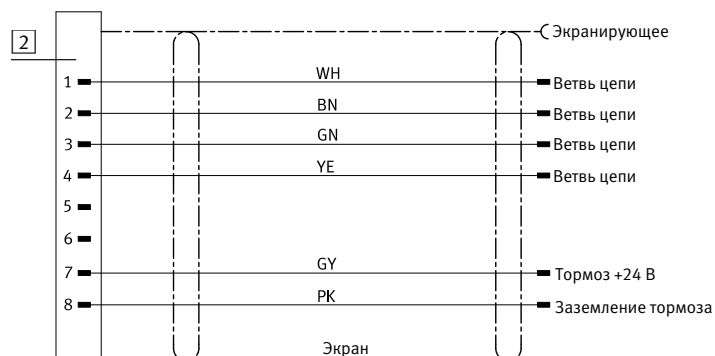 Экранирующее
2
1 WH Ветвь цепи
2 BN Ветвь цепи
3 GN Ветвь цепи
4 YE Ветвь цепи
5
6
7 GY Тормоз +24 В
8 PK Заземление тормоза
Экран